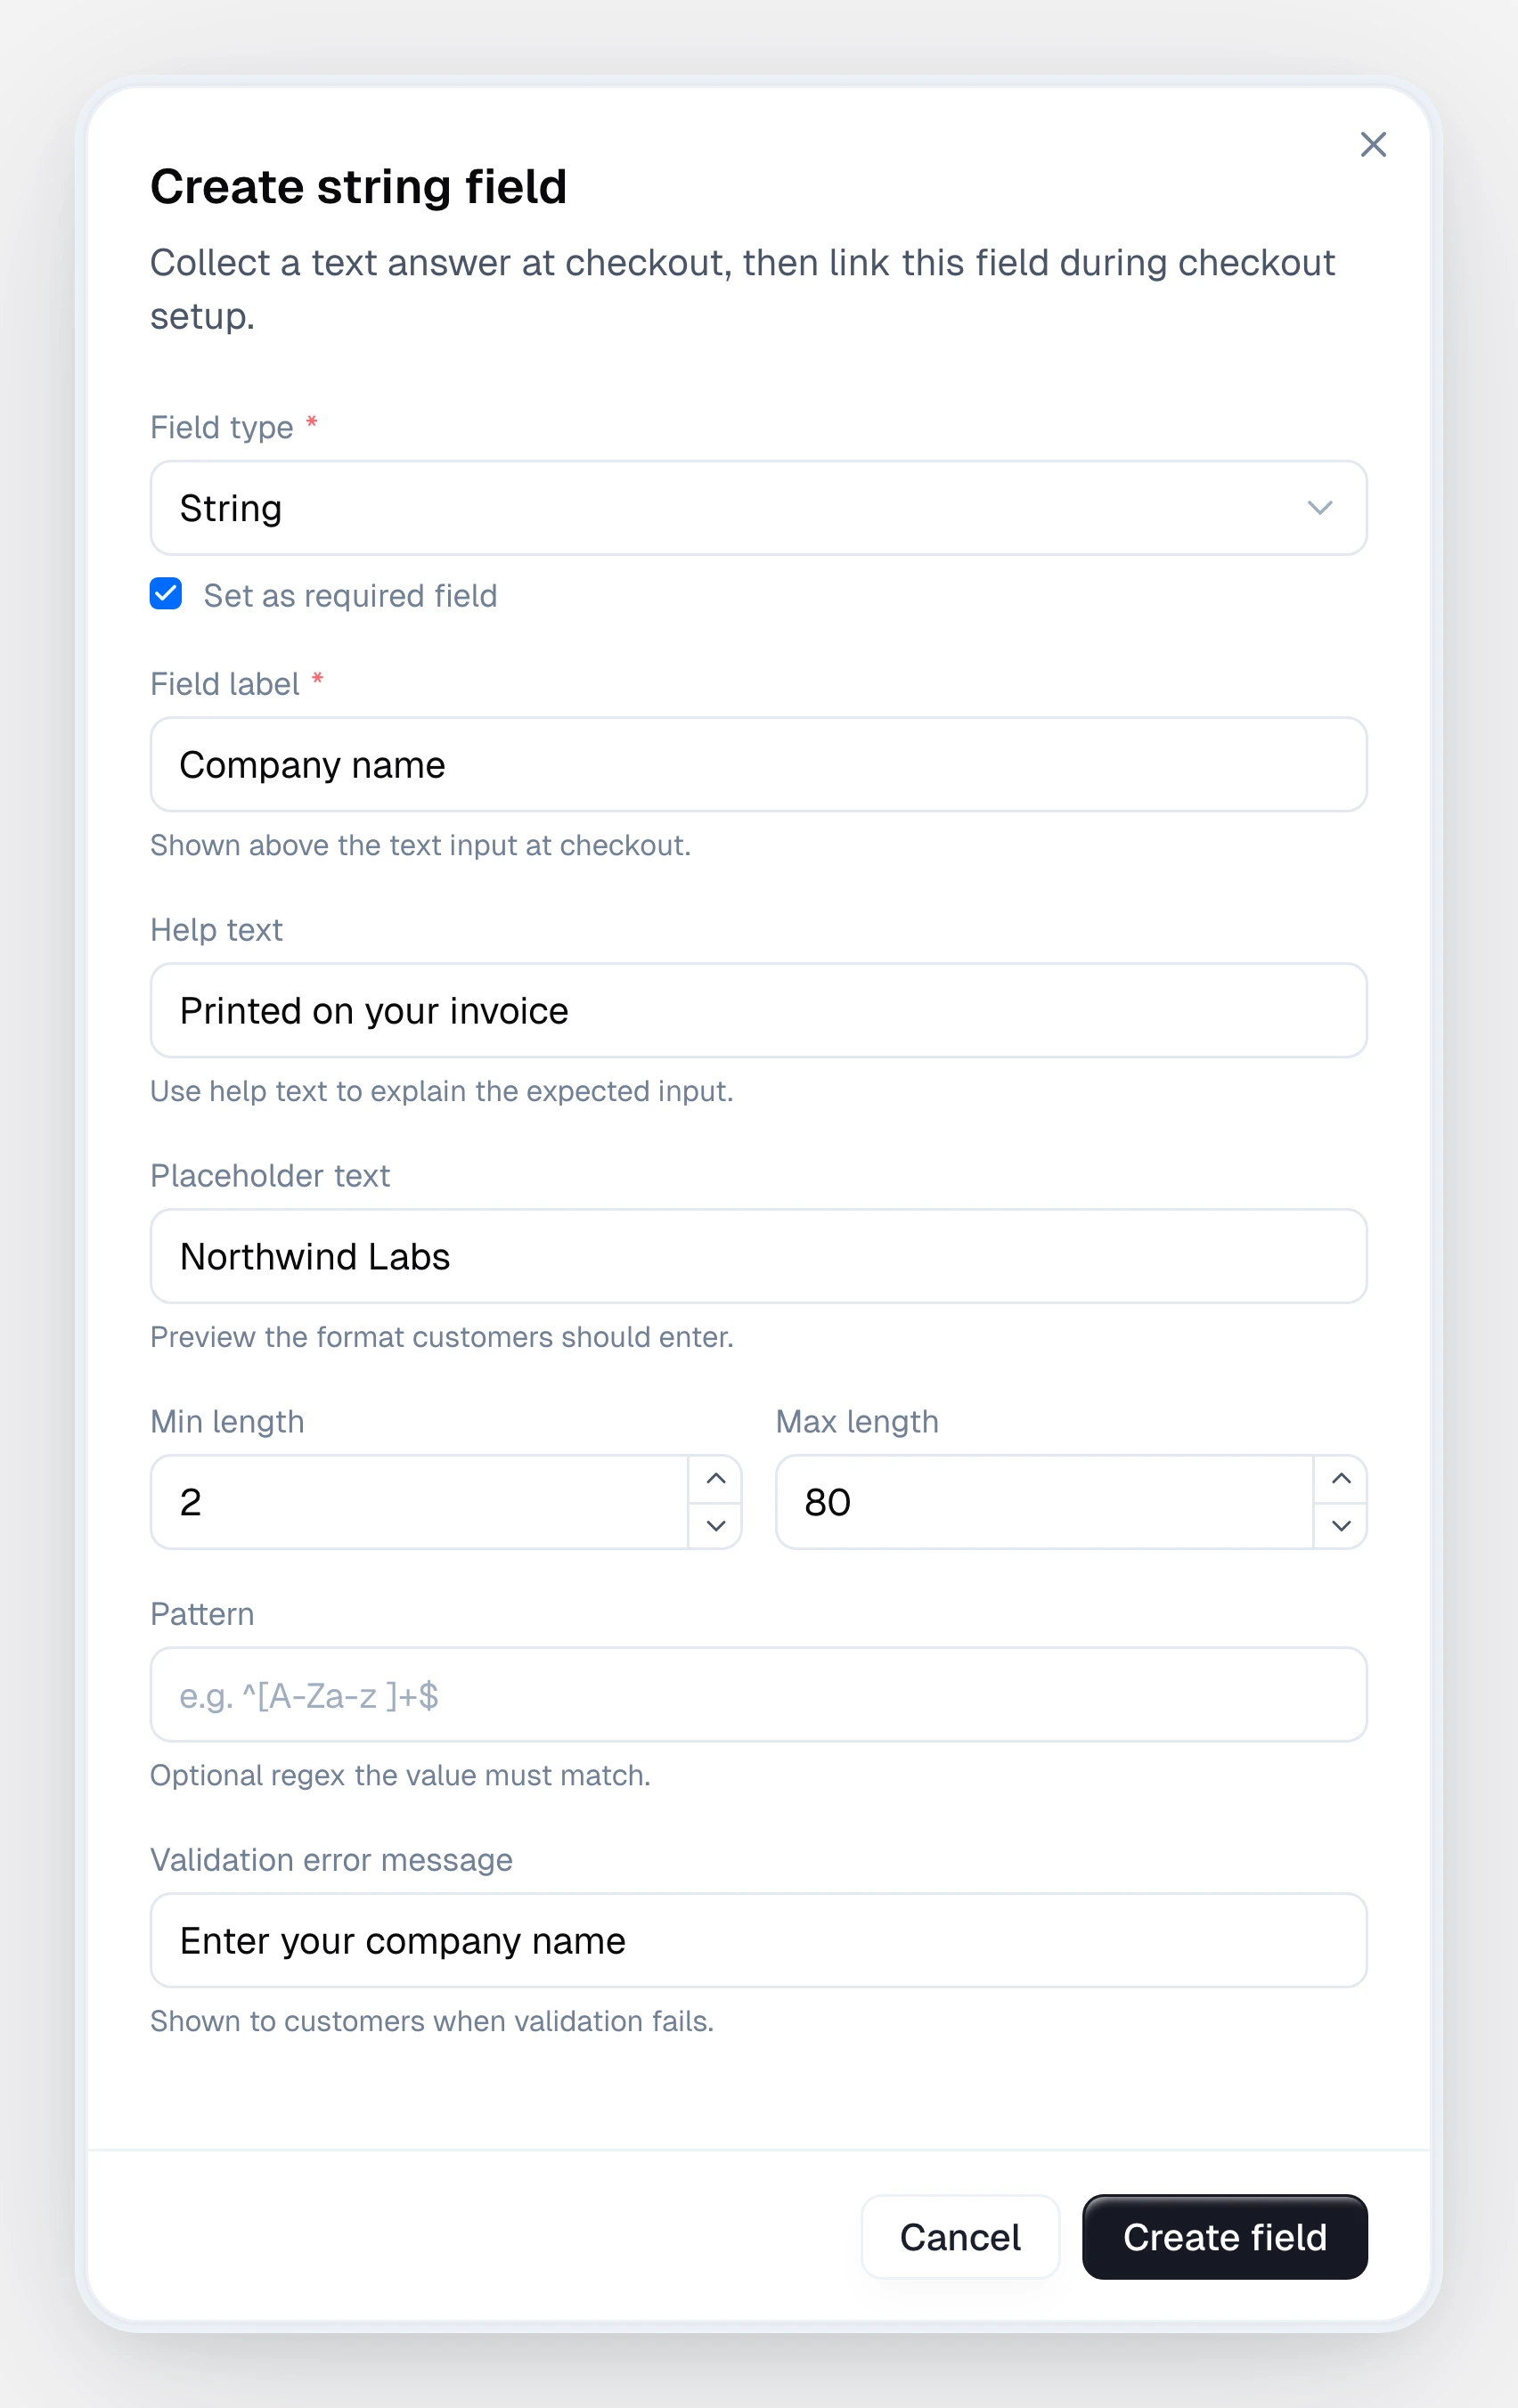 Create string field
Collect a text answer at checkout, then link this field during checkout
setup.
Field type *
String
Set as required field
Field label *
Company name
Shown above the text input at checkout.
Help text
Printed on your invoice
Use help text to explain the expected input.
Placeholder text
Northwind Labs
Preview the format customers should enter.
Min length
2
Max length
80
Pattern
e.g. ^[A-Za-z ]+$
Optional regex the value must match.
Validation error message
Enter your company name
Shown to customers when validation fails.
Cancel
Create field